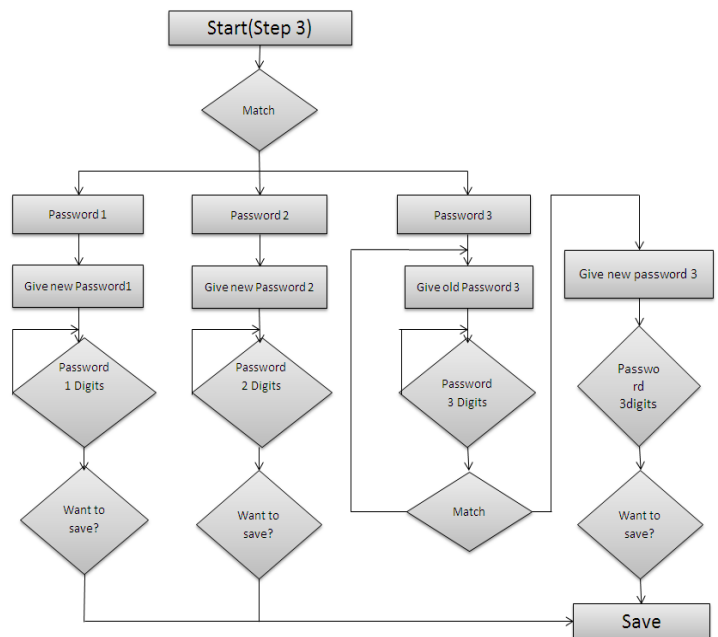 Start(Step 3)
Match
Password 1
Password 2
Password 3
Give new Password1
Give new Password 2
Give old Password 3
Give new password 3
Password
1 Digits
Password
2 Digits
Password
3 Digits
Passwo
rd
3digits
Want to
save?
Want to
save?
Match
Want to
save?
Save